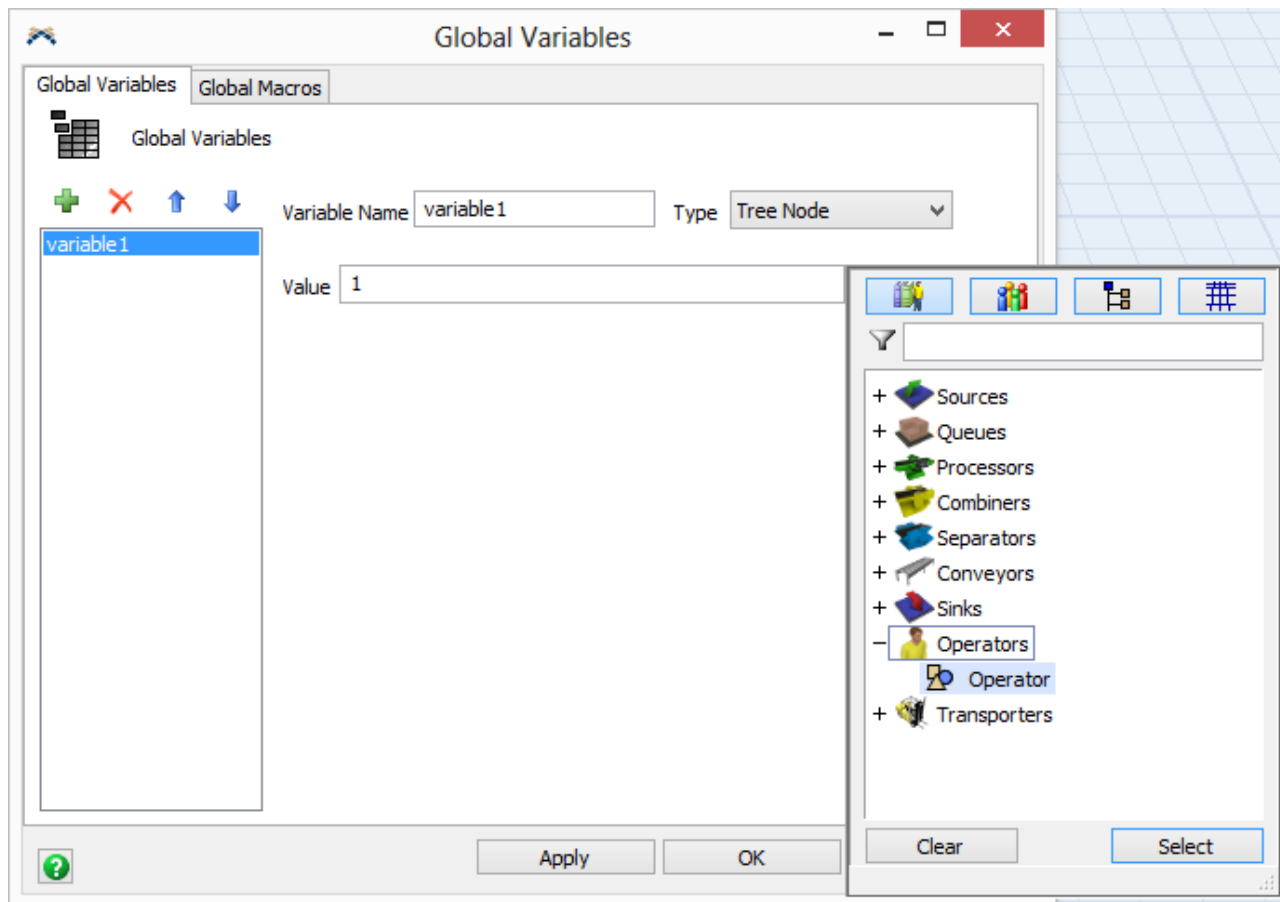 Global Variables
Global Variables Global Macros
Global Variables
Variable Name variable1 Type Tree Node
variable1
Value 1
+ Sources
+ Queues
+ Processors
+ Combiners
+ Separators
+ Conveyors
+ Sinks
− Operators
Operator
+ Transporters
Apply OK Clear Select